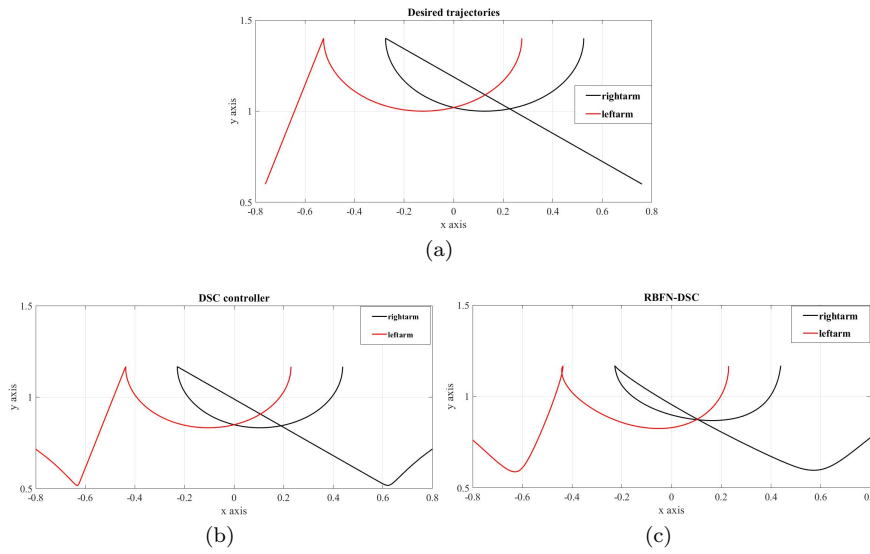 Desired trajectories
1.5
1
0.5
y axis
rightarm
leftarm
-0.8 -0.6 -0.4 -0.2 0 0.2 0.4 0.6 0.8
x axis
(a)
DSC controller
1.5
1
0.5
y axis
rightarm
leftarm
-0.8 -0.6 -0.4 -0.2 0 0.2 0.4 0.6 0.8
x axis
(b)
RBFN-DSC
1.5
1
0.5
y axis
rightarm
leftarm
-0.8 -0.6 -0.4 -0.2 0 0.2 0.4 0.6
x axis
(c)